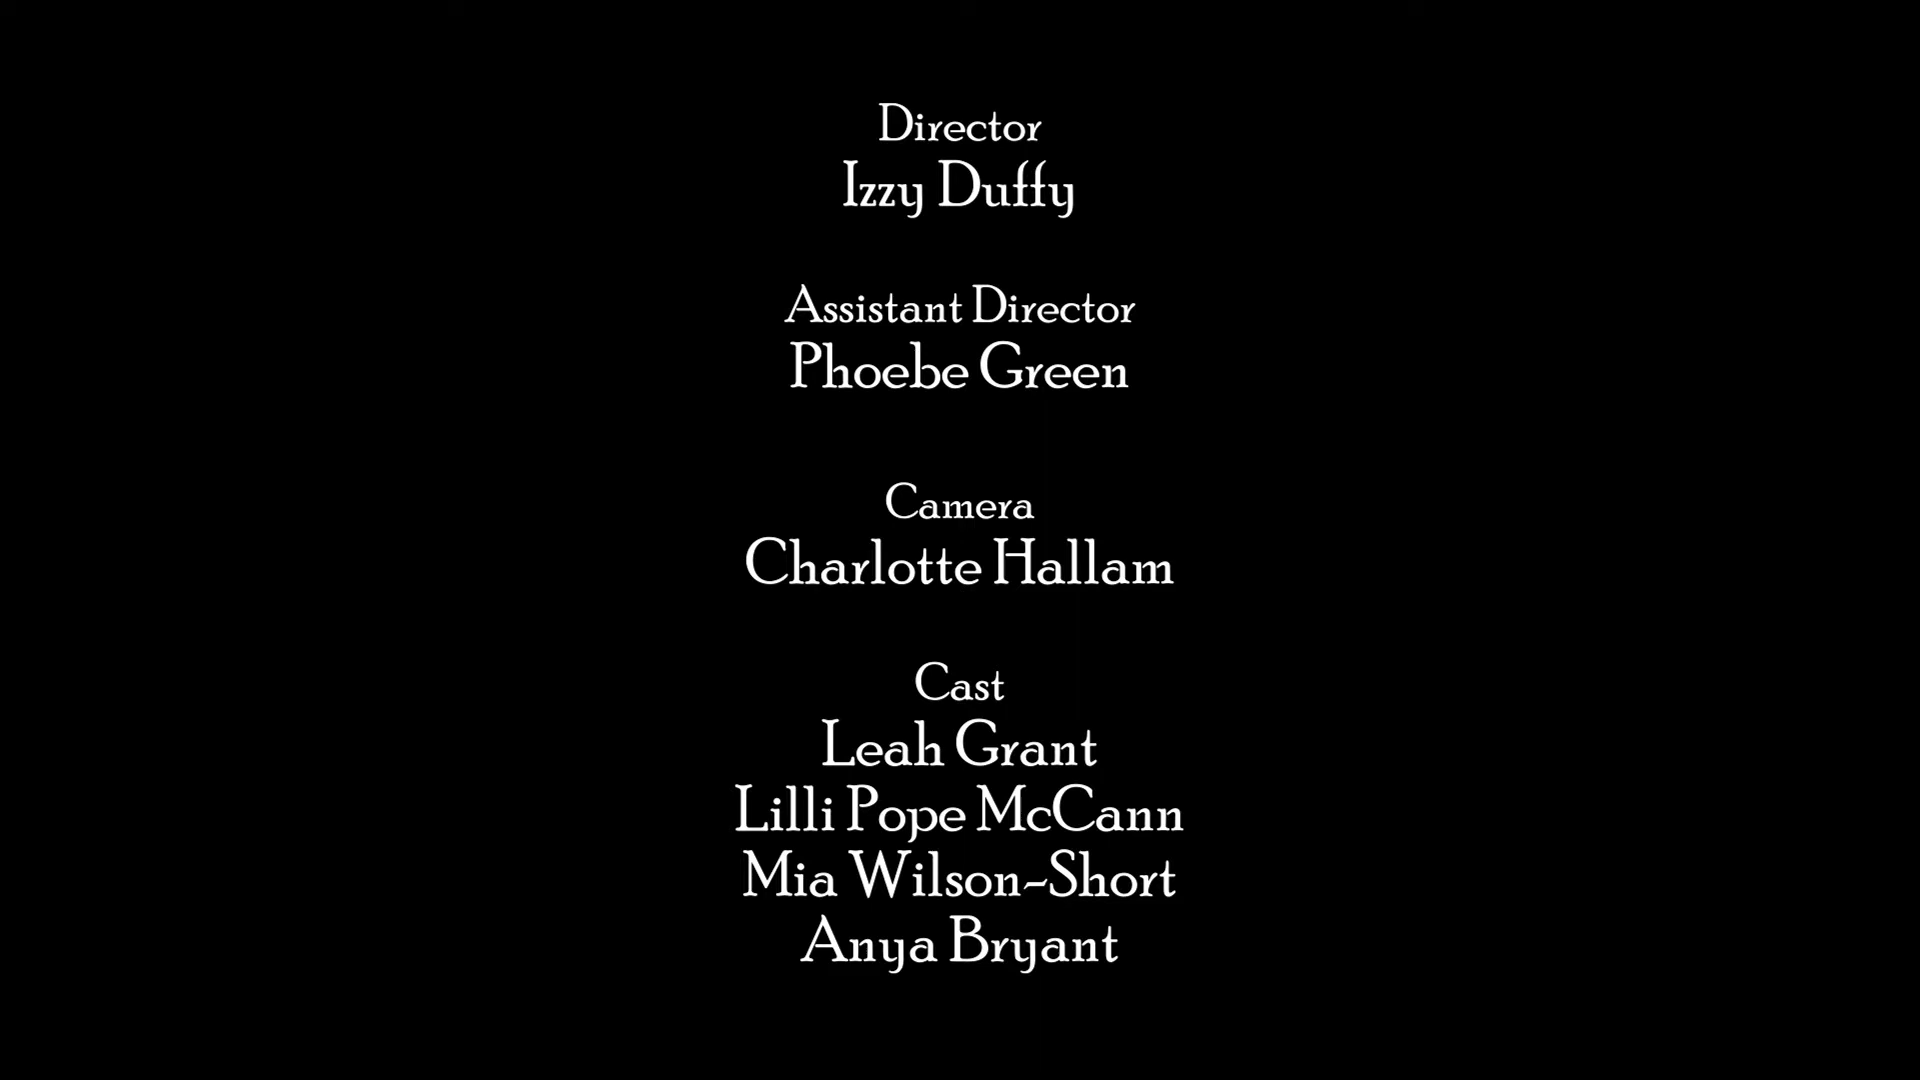 Director
Izzy Duffy
Assistant Director
Phoebe Green
Camera
Charlotte Hallam
Cast
Leah Grant
Lilli Pope McCann
Mia Wilson-Short
Anya Bryant